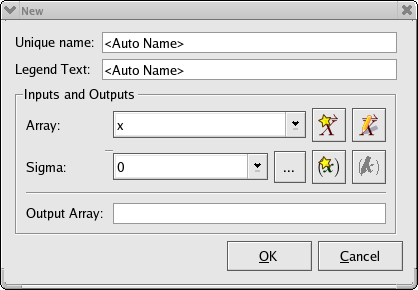 New
Unique name: <Auto Name>
Legend Text: <Auto Name>
Inputs and Outputs
Array: x
Sigma: 0 ... (x)
Output Array:
OK Cancel